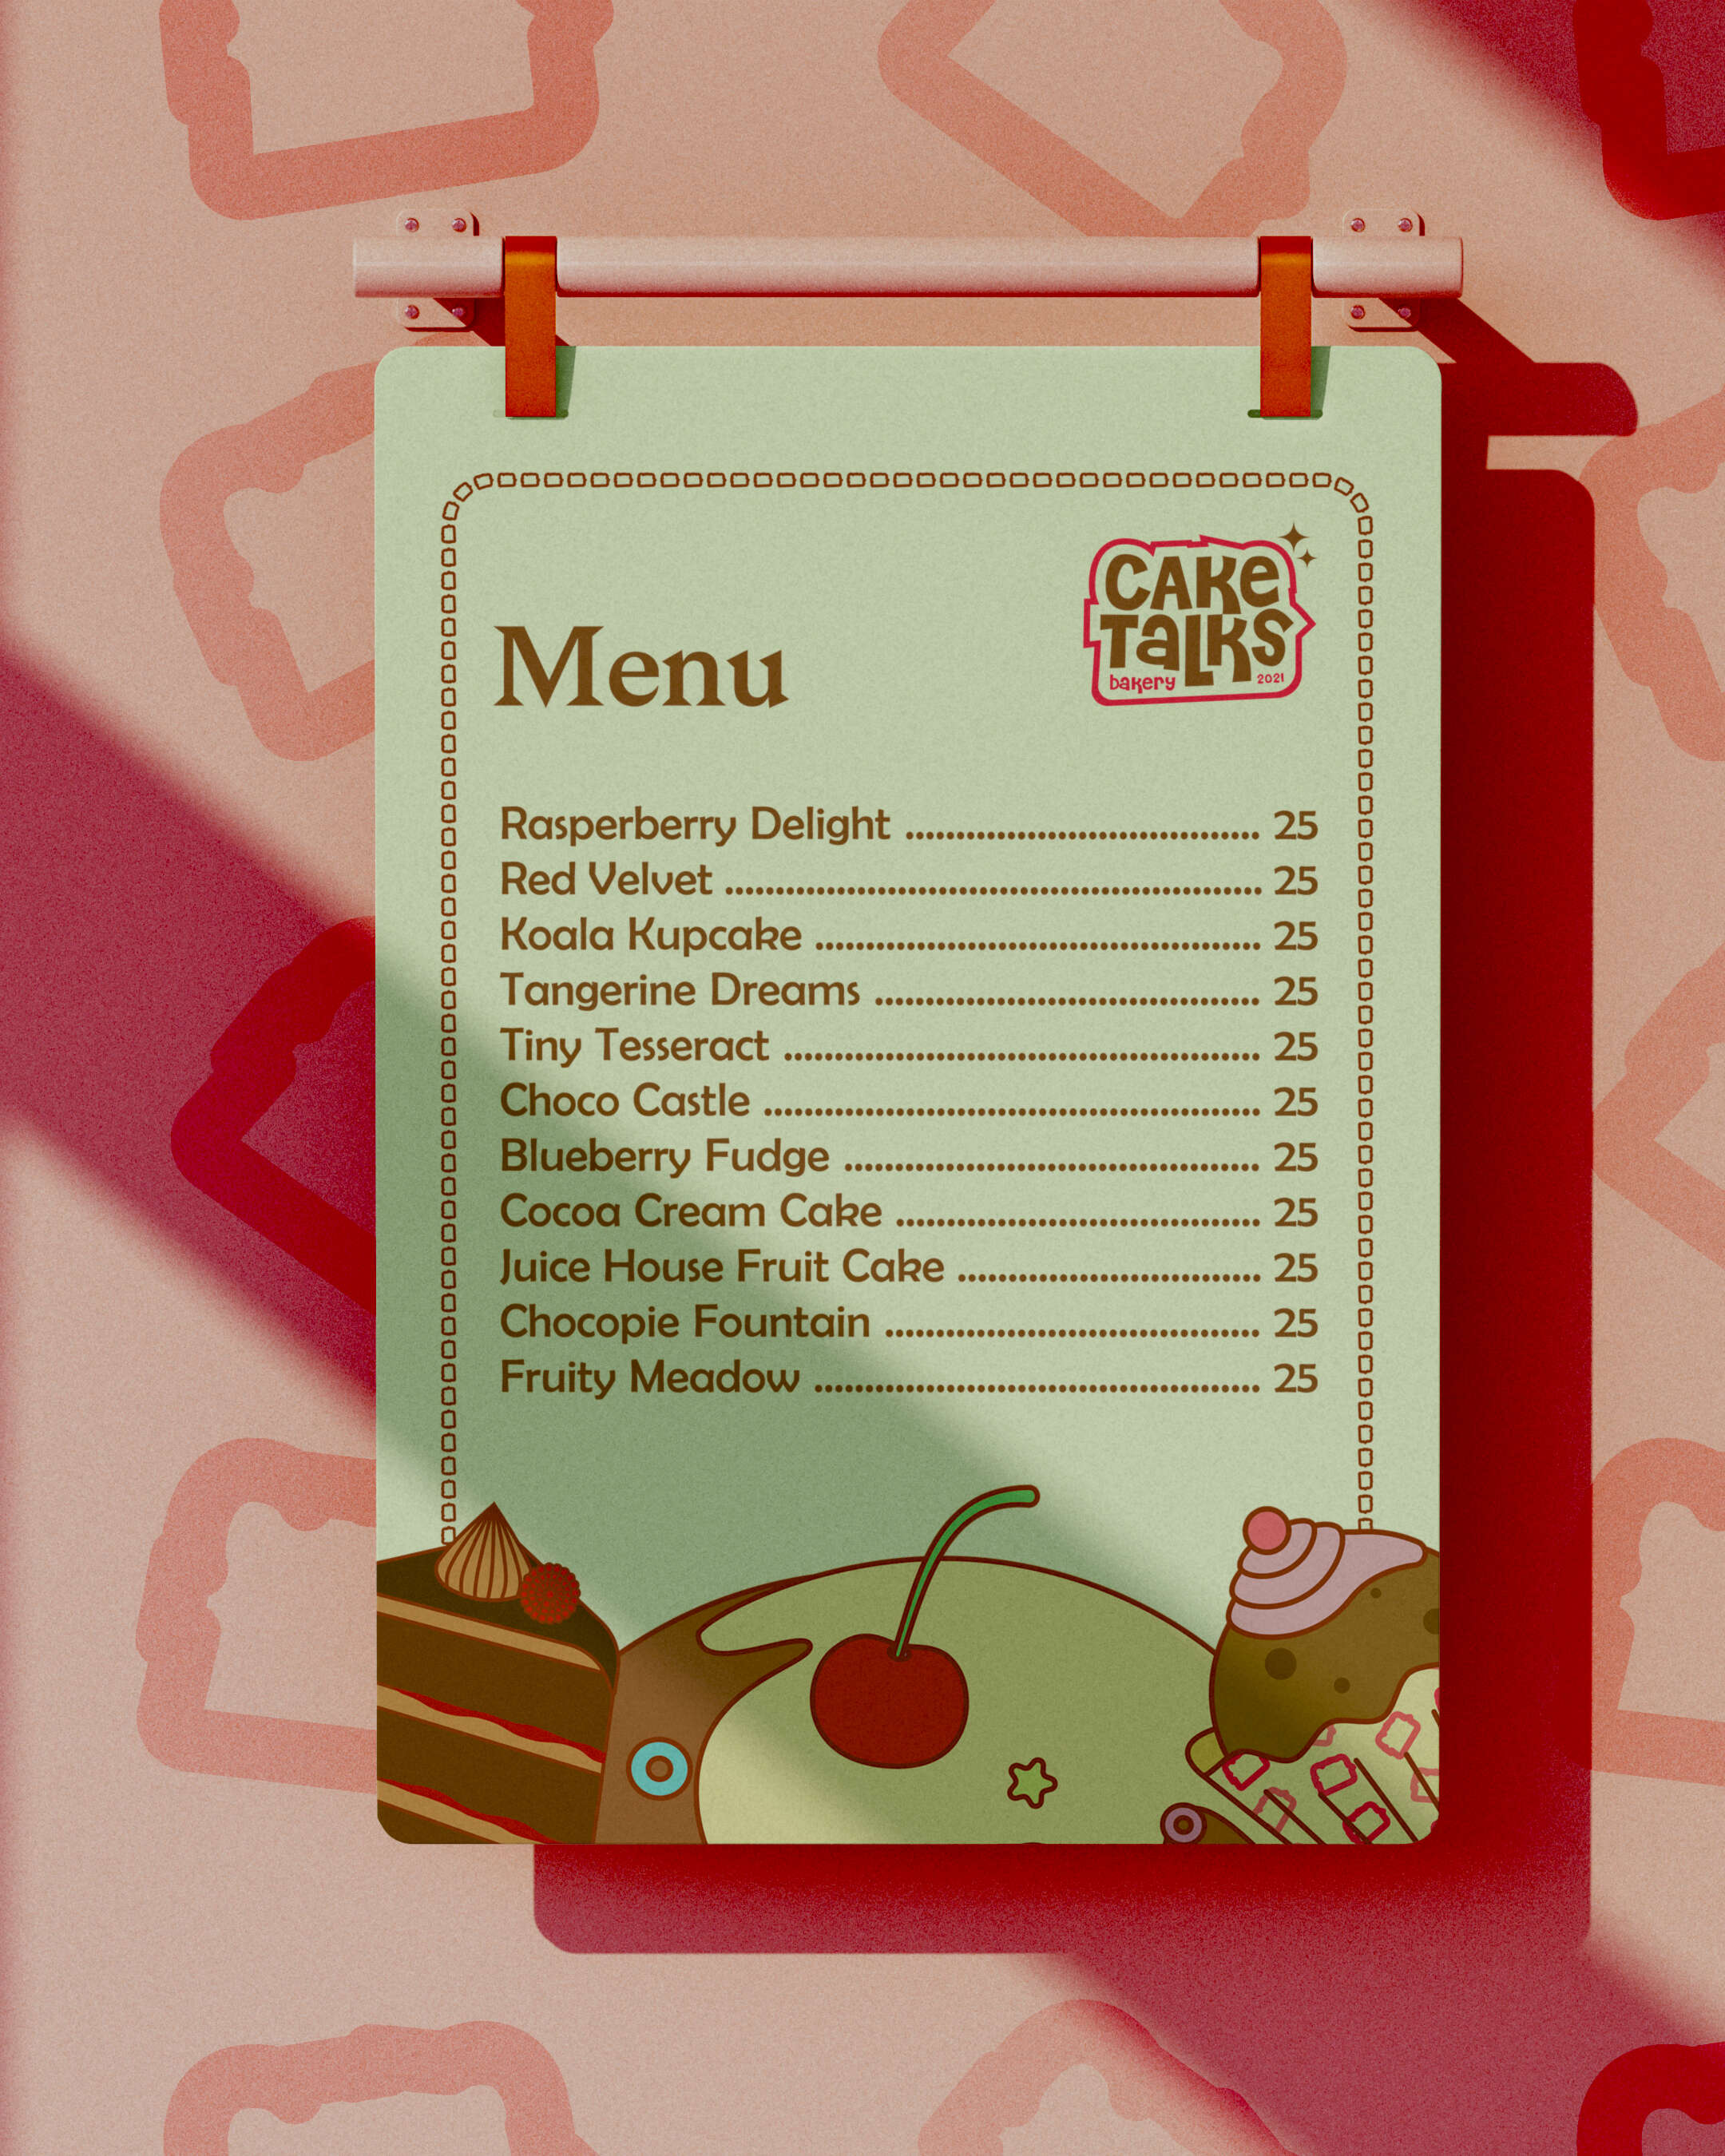 CAKe
TaLKS
bakery 2021
Menu
Rasperberry Delight ................................... 25
Red Velvet ..................................................... 25
Koala Kupcake ............................................ 25
Tangerine Dreams ...................................... 25
Tiny Tesseract ............................................... 25
Choco Castle ................................................. 25
Blueberry Fudge ......................................... 25
Cocoa Cream Cake .................................... 25
Juice House Fruit Cake .............................. 25
Chocopie Fountain ..................................... 25
Fruity Meadow ............................................ 25